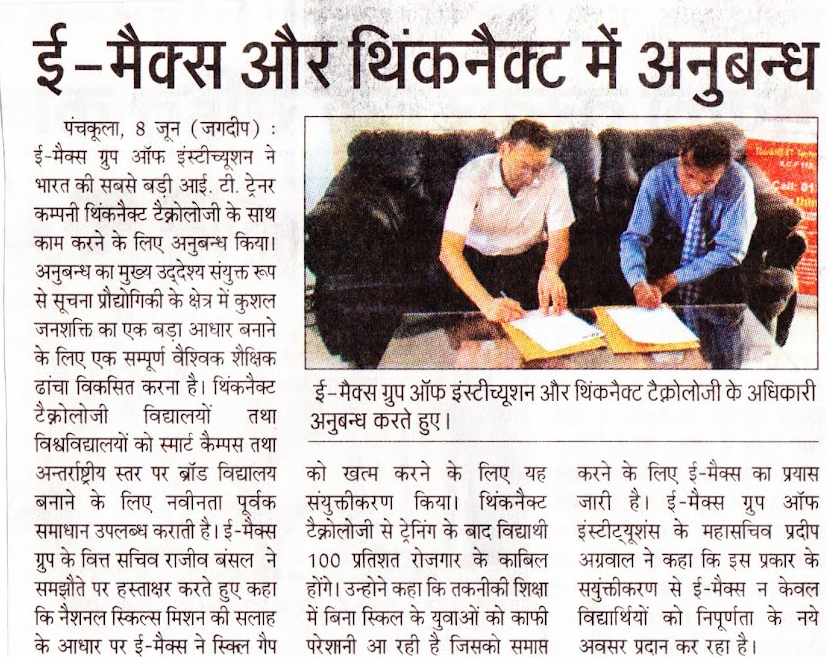 ई-मैक्स और थिंकनैक्ट में अनुबन्ध
पंचकूला, 8 जून (जगदीप) :
ई-मैक्स ग्रुप ऑफ इंस्टीच्यूशन ने
भारत की सबसे बड़ी आई. टी. ट्रेनर
कम्पनी थिंकनैक्ट टैक्रोलोजी के साथ
काम करने के लिए अनुबन्ध किया।
अनुबन्ध का मुख्य उद्देश्य संयुक्त रूप
से सूचना प्रौद्योगिकी के क्षेत्र में कुशल
जनशक्ति का एक बड़ा आधार बनाने
के लिए एक सम्पूर्ण वैश्विक शैक्षिक
ढांचा विकसित करना है। थिंकनैक्ट
टैक्रोलोजी विद्यालयों तथा
विश्वविद्यालयों को स्मार्ट कैम्पस तथा
अन्तर्राष्ट्रीय स्तर पर ब्रॉड विद्यालय
बनाने के लिए नवीनता पूर्वक
समाधान उपलब्ध कराती है। ई-मैक्स
ग्रुप के वित्त सचिव राजीव बंसल ने
समझौते पर हस्ताक्षर करते हुए कहा
कि नैशनल स्किल्स मिशन की सलाह
के आधार पर ई-मैक्स ने स्क्लि गैप
Call: 01
ई-मैक्स ग्रुप ऑफ इंस्टीच्यूशन और थिंकनैक्ट टैक्रोलोजी के अधिकारी
अनुबन्ध करते हुए।
को खत्म करने के लिए यह
संयुक्तीकरण किया। थिंकनैक्ट
टैक्रोलोजी से ट्रेनिंग के बाद विद्यार्थी
100 प्रतिशत रोजगार के काबिल
होंगे। उन्होने कहा कि तकनीकी शिक्षा
में बिना स्किल के युवाओं को काफी
परेशानी आ रही है जिसको समाप्त
करने के लिए ई-मैक्स का प्रयास
जारी है। ई-मैक्स ग्रुप ऑफ
इंस्टीट्यूशंस के महासचिव प्रदीप
अग्रवाल ने कहा कि इस प्रकार के
सयुंक्तीकरण से ई-मैक्स न केवल
विद्यार्थियों को निपूर्णता के नये
अवसर प्रदान कर रहा है।